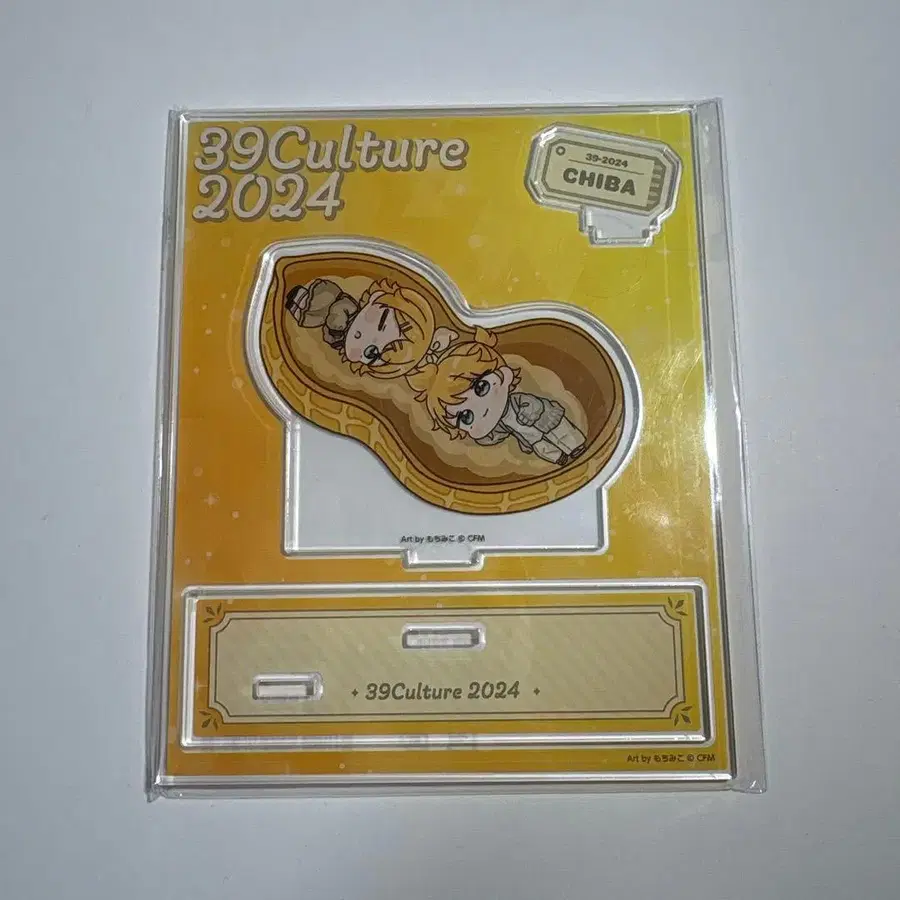 39Culture
2024
39-2024
CHIBA
Art by もちみこ © CFM
✦ 39Culture 2024 ✦
Art by もちみこ © CFM